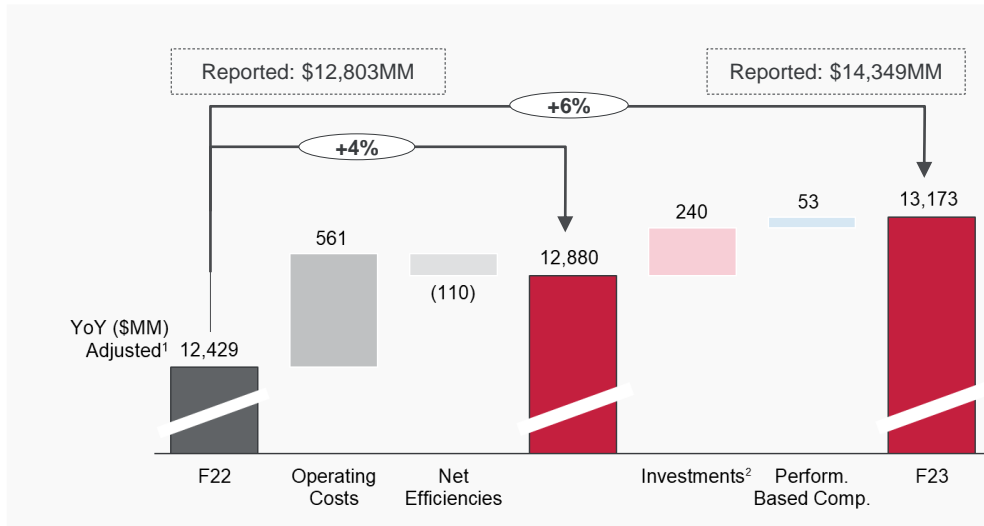 Reported: $12,803MM
Reported: $14,349MM
+6%
+4%
13,173
53
240
561
12,880
(110)
YoY ($MM)
Adjusted¹
12,429
F22
Operating
Costs
Net
Efficiencies
Investments²
Perform.
Based Comp.
F23